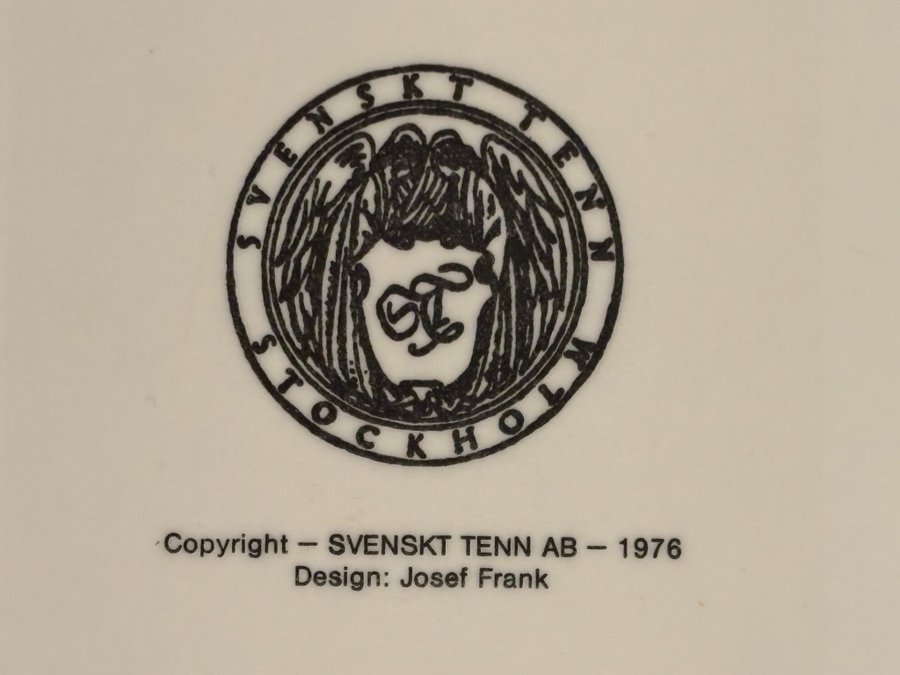 SVENSKT TENN
ST
STOCKHOLM
Copyright — SVENSKT TENN AB — 1976
Design: Josef Frank